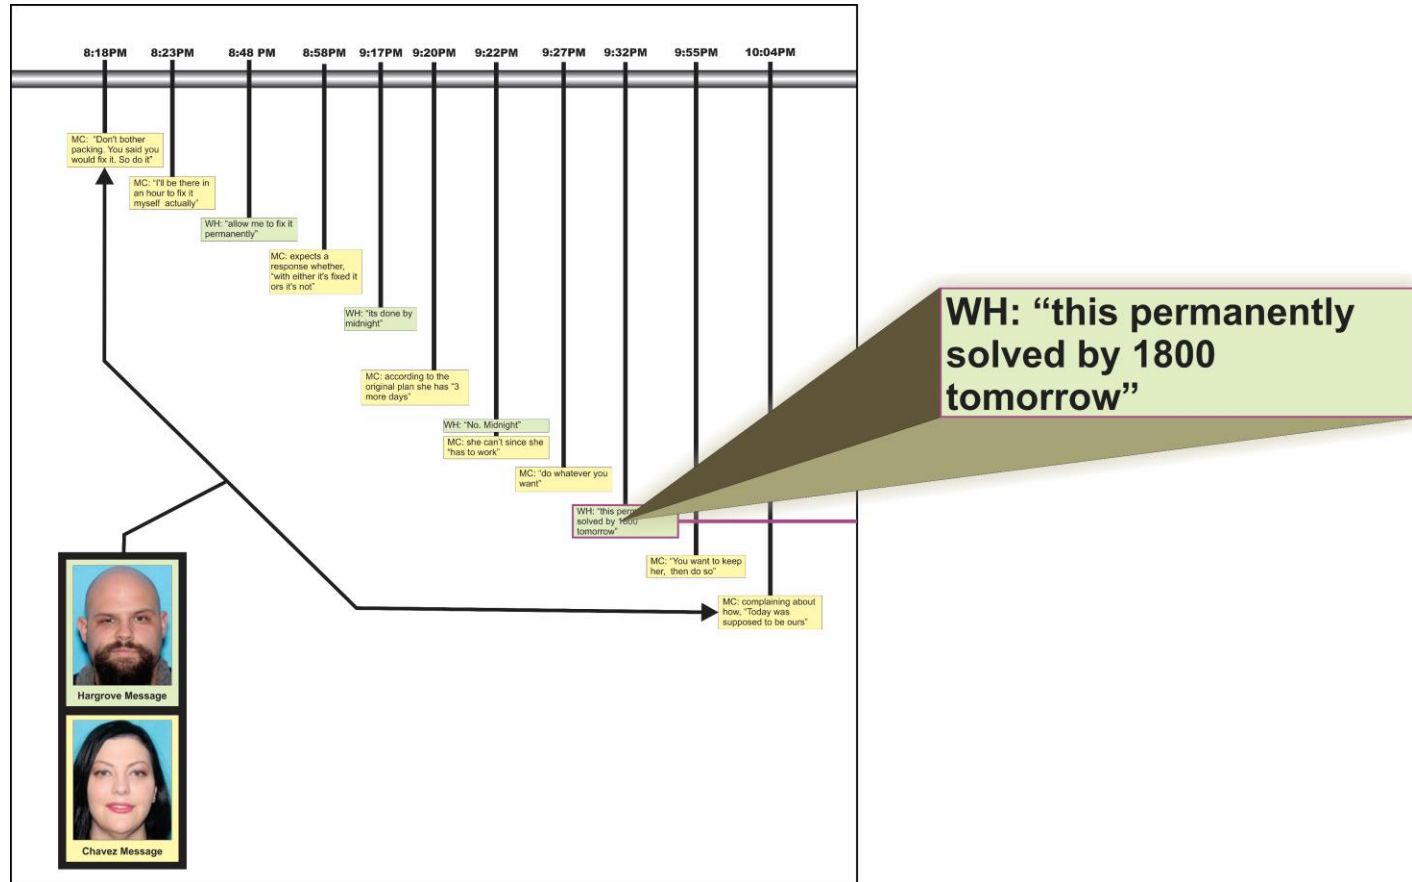 8:18PM 8:23PM 8:48 PM 8:58PM 9:17PM 9:20PM 9:22PM 9:27PM 9:32PM 9:55PM 10:04PM
MC: "Don't bother
packing. You said you
would fix it. So do it"
MC: "I'll be there in
an hour to fix it
myself actually"
WH: "allow me to fix it
permanently"
MC: expects a
response whether,
"with either it's fixed it
ors it's not"
WH: "its done by
midnight"
MC: according to the
original plan she has "3
more days"
WH: "No. Midnight"
MC: she can't since she
"has to work"
MC: "do whatever you
want"
WH: "this perm
solved by 1800
tomorrow"
MC: "You want to keep
her, then do so"
MC: complaining about
how, "Today was
supposed to be ours"
WH: “this permanently
solved by 1800
tomorrow”
Hargrove Message
Chavez Message